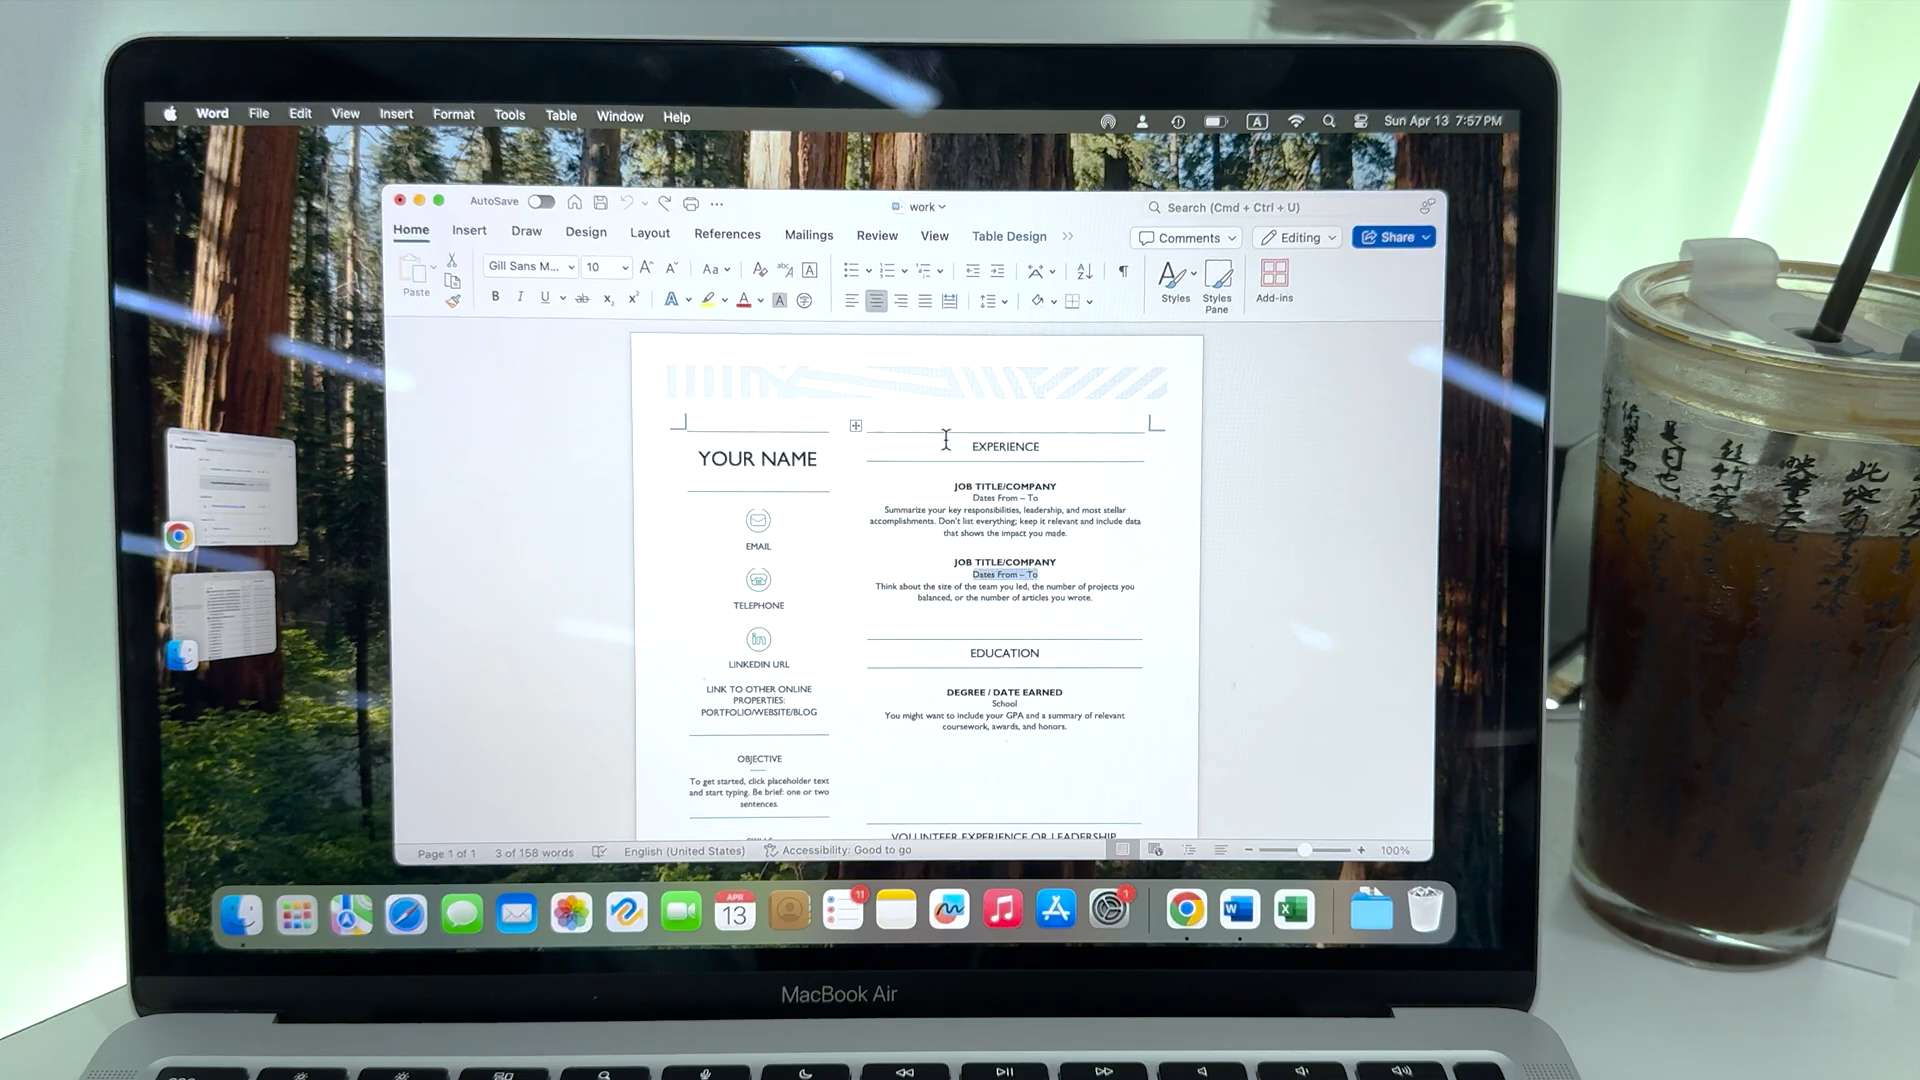 Word File Edit View Insert Format Tools Table Window Help
A Sun Apr 13 7:57 PM
AutoSave
work
Search (Cmd + Ctrl + U)
Home Insert Draw Design Layout References Mailings Review View Table Design
Comments Editing Share
Paste
Gill Sans M... 10
Styles
Styles Pane
Add-ins
YOUR NAME
EMAIL
TELEPHONE
LINKEDIN URL
LINK TO OTHER ONLINE
PROPERTIES:
PORTFOLIO/WEBSITE/BLOG
OBJECTIVE
To get started, click placeholder text
and start typing. Be brief: one or two
sentences.
EXPERIENCE
JOB TITLE/COMPANY
Dates From – To
Summarize your key responsibilities, leadership, and most stellar
accomplishments. Don't list everything; keep it relevant and include data
that shows the impact you made.
JOB TITLE/COMPANY
Dates From – To
Think about the size of the team you led, the number of projects you
balanced, or the number of articles you wrote.
EDUCATION
DEGREE / DATE EARNED
School
You might want to include your GPA and a summary of relevant
coursework, awards, and honors.
VOLUNTEER EXPERIENCE OR LEADERSHIP
Page 1 of 1 3 of 158 words English (United States) Accessibility: Good to go 100%
APR
13
11
1
MacBook Air